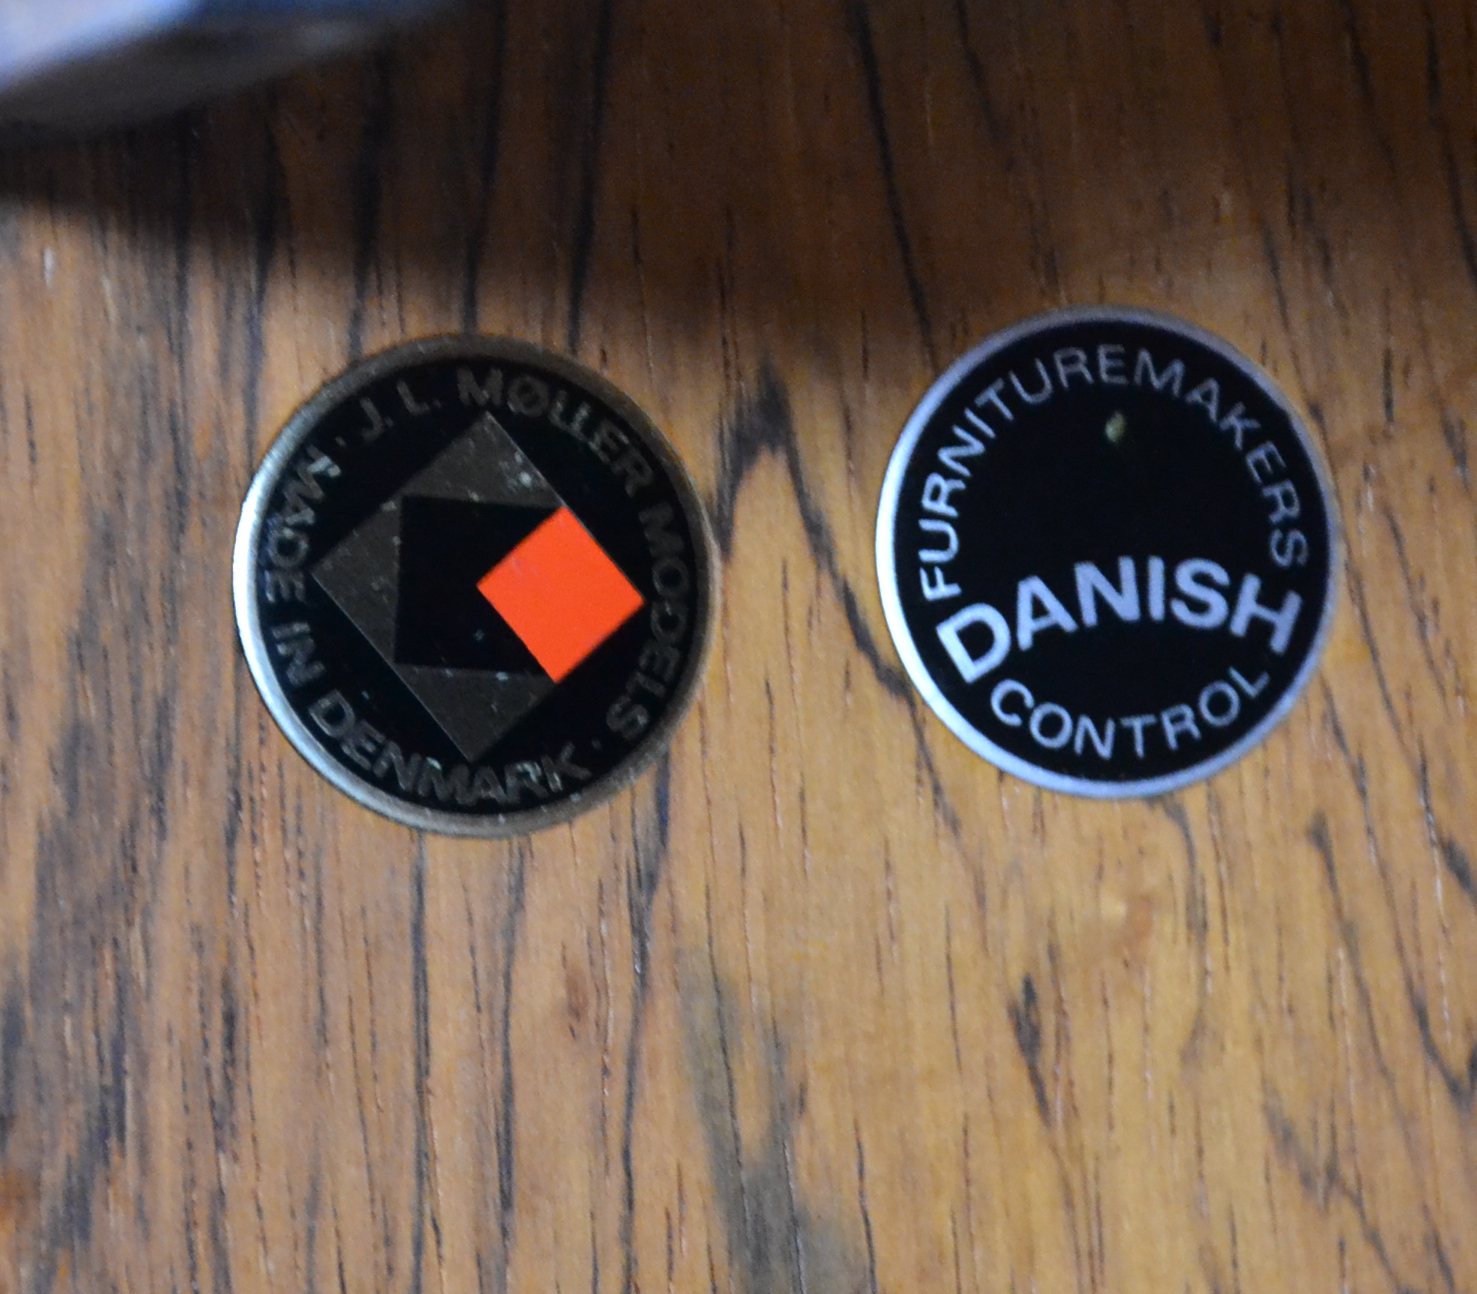 J. L. MØLLER MODELS ·
MADE IN DENMARK ·
FURNITUREMAKERS
DANISH
CONTROL